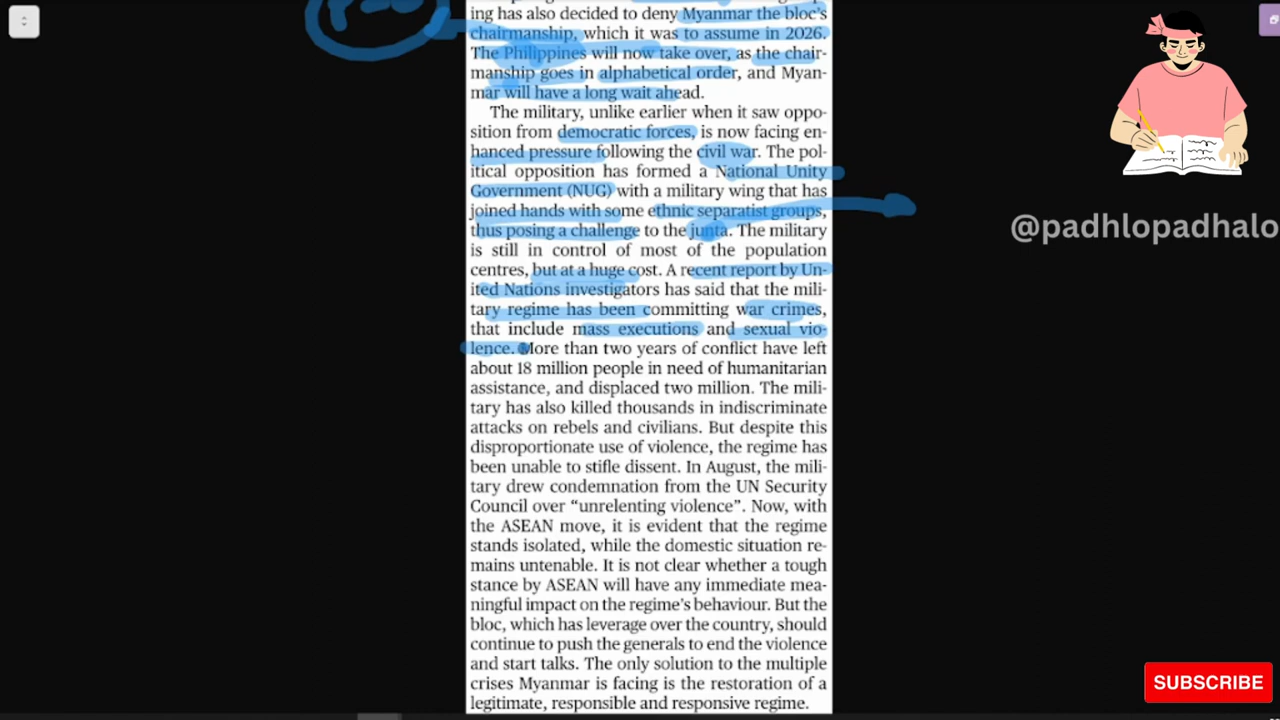 ing has also decided to deny Myanmar the bloc's
chairmanship, which it was to assume in 2026.
The Philippines will now take over, as the chair-
manship goes in alphabetical order, and Myan-
mar will have a long wait ahead.
The military, unlike earlier when it saw oppo-
sition from democratic forces, is now facing en-
hanced pressure following the civil war. The pol-
itical opposition has formed a National Unity
Government (NUG) with a military wing that has
joined hands with some ethnic separatist groups,
thus posing a challenge to the junta. The military
is still in control of most of the population
centres, but at a huge cost. A recent report by Un-
ited Nations investigators has said that the mili-
tary regime has been committing war crimes,
that include mass executions and sexual vio-
lence. More than two years of conflict have left
about 18 million people in need of humanitarian
assistance, and displaced two million. The mili-
tary has also killed thousands in indiscriminate
attacks on rebels and civilians. But despite this
disproportionate use of violence, the regime has
been unable to stifle dissent. In August, the mili-
tary drew condemnation from the UN Security
Council over “unrelenting violence”. Now, with
the ASEAN move, it is evident that the regime
stands isolated, while the domestic situation re-
mains untenable. It is not clear whether a tough
stance by ASEAN will have any immediate mea-
ningful impact on the regime's behaviour. But the
bloc, which has leverage over the country, should
continue to push the generals to end the violence
and start talks. The only solution to the multiple
crises Myanmar is facing is the restoration of a
legitimate, responsible and responsive regime.
@padhlopadhalo
SUBSCRIBE